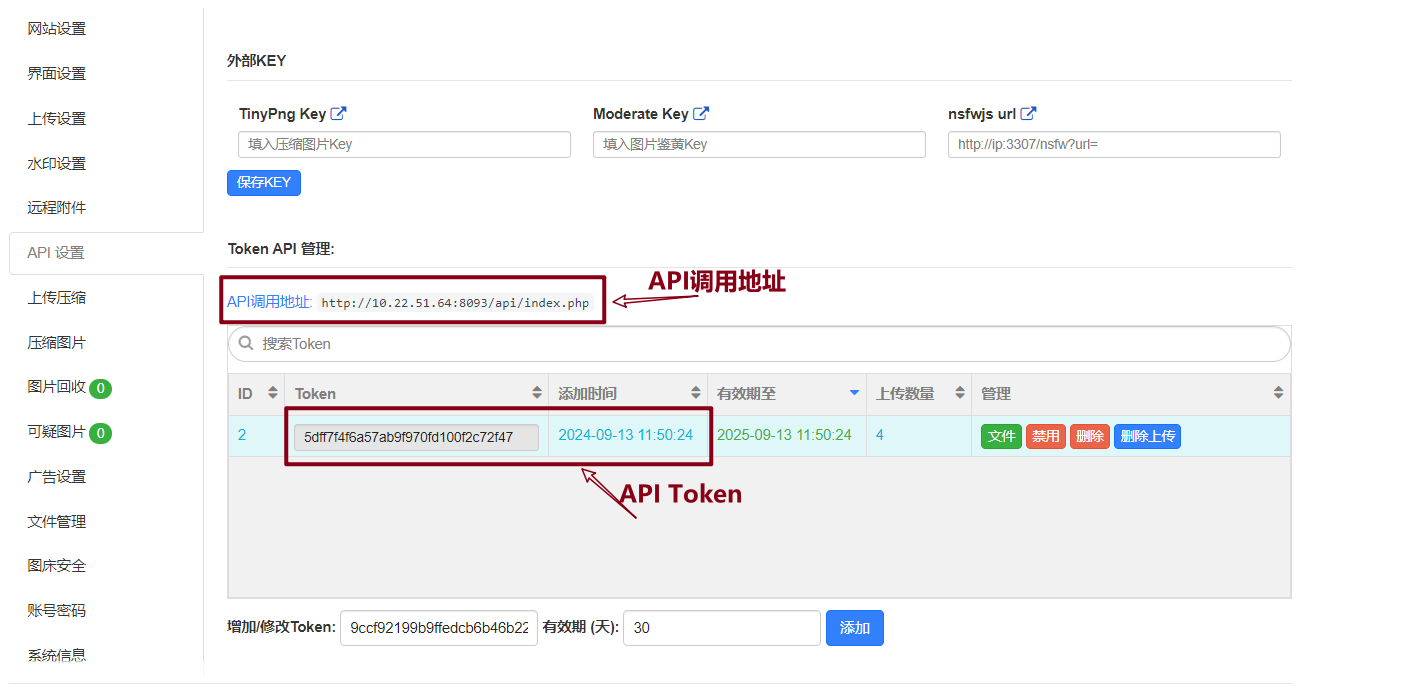 网站设置
界面设置
上传设置
水印设置
远程附件
API 设置
上传压缩
压缩图片
图片回收 0
可疑图片 0
广告设置
文件管理
图床安全
账号密码
系统信息
外部KEY
TinyPng Key Moderate Key nsfwjs url
填入压缩图片Key 填入图片鉴黄Key http://ip:3307/nsfw?url=
保存KEY
Token API 管理:
API调用地址
API调用地址: http://10.22.51.64:8093/api/index.php
搜索Token
ID Token 添加时间 有效期至 上传数量 管理
2 5dff7f4f6a57ab9f970fd100f2c72f47 2024-09-13 11:50:24 2025-09-13 11:50:24 4 文件 禁用 删除 删除上传
API Token
增加/修改Token: 9ccf92199b9ffedcb6b46b22 有效期 (天): 30 添加